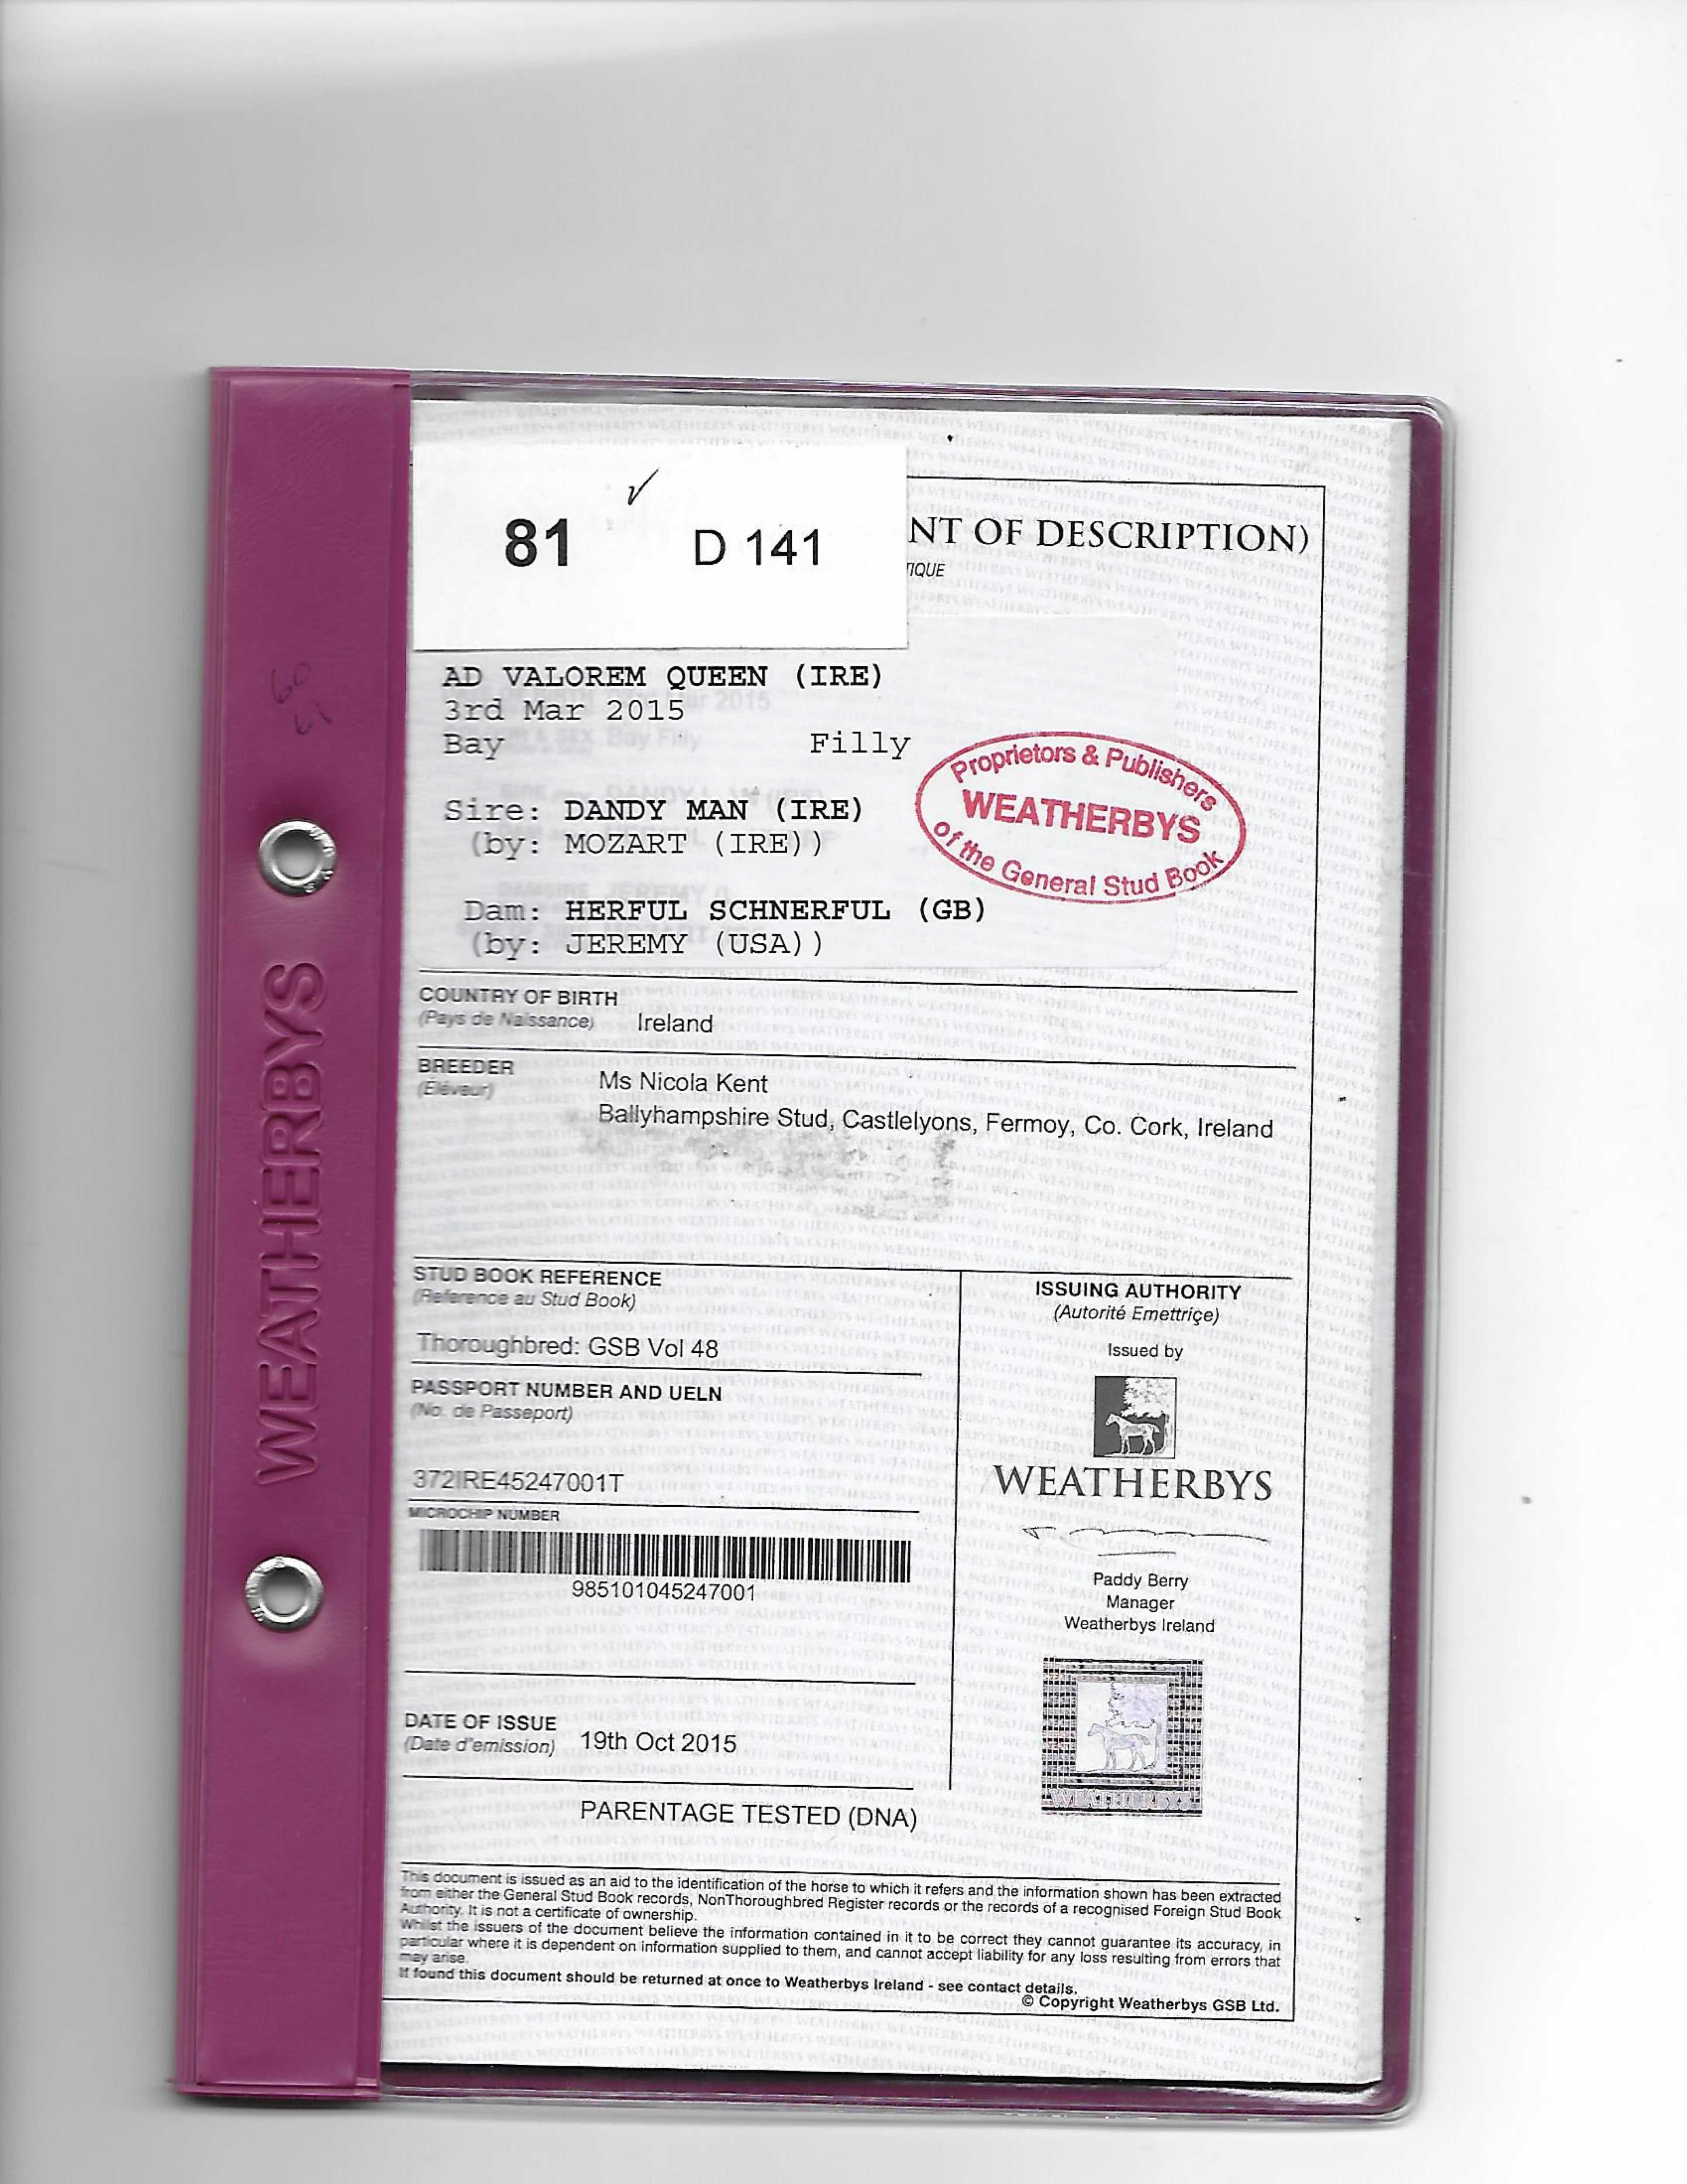 81 D 141
NT OF DESCRIPTION)
TIQUE
AD VALOREM QUEEN (IRE)
3rd Mar 2015
Bay Filly
Sire: DANDY MAN (IRE)
(by: MOZART (IRE))
Dam: HERFUL SCHNERFUL (GB)
(by: JEREMY (USA))
Proprietors & Publishers
WEATHERBYS
of the General Stud Book
COUNTRY OF BIRTH
(Pays de Naissance) Ireland
BREEDER
(Éleveur)
Ms Nicola Kent
Ballyhampshire Stud, Castlelyons, Fermoy, Co. Cork, Ireland
STUD BOOK REFERENCE
(Reference au Stud Book)
Thoroughbred: GSB Vol 48
PASSPORT NUMBER AND UELN
(No. de Passeport)
372IRE45247001T
MICROCHIP NUMBER
985101045247001
DATE OF ISSUE
(Date d'emission) 19th Oct 2015
ISSUING AUTHORITY
(Autorité Emettriçe)
Issued by
WEATHERBYS
Paddy Berry
Manager
Weatherbys Ireland
WEATHERBYS
PARENTAGE TESTED (DNA)
This document is issued as an aid to the identification of the horse to which it refers and the information shown has been extracted
from either the General Stud Book records, NonThoroughbred Register records or the records of a recognised Foreign Stud Book
Authority. It is not a certificate of ownership.
Whilst the issuers of the document believe the information contained in it to be correct they cannot guarantee its accuracy, in
particular where it is dependent on information supplied to them, and cannot accept liability for any loss resulting from errors that
may arise.
If found this document should be returned at once to Weatherbys Ireland - see contact details.
© Copyright Weatherbys GSB Ltd.
WEATHERBYS